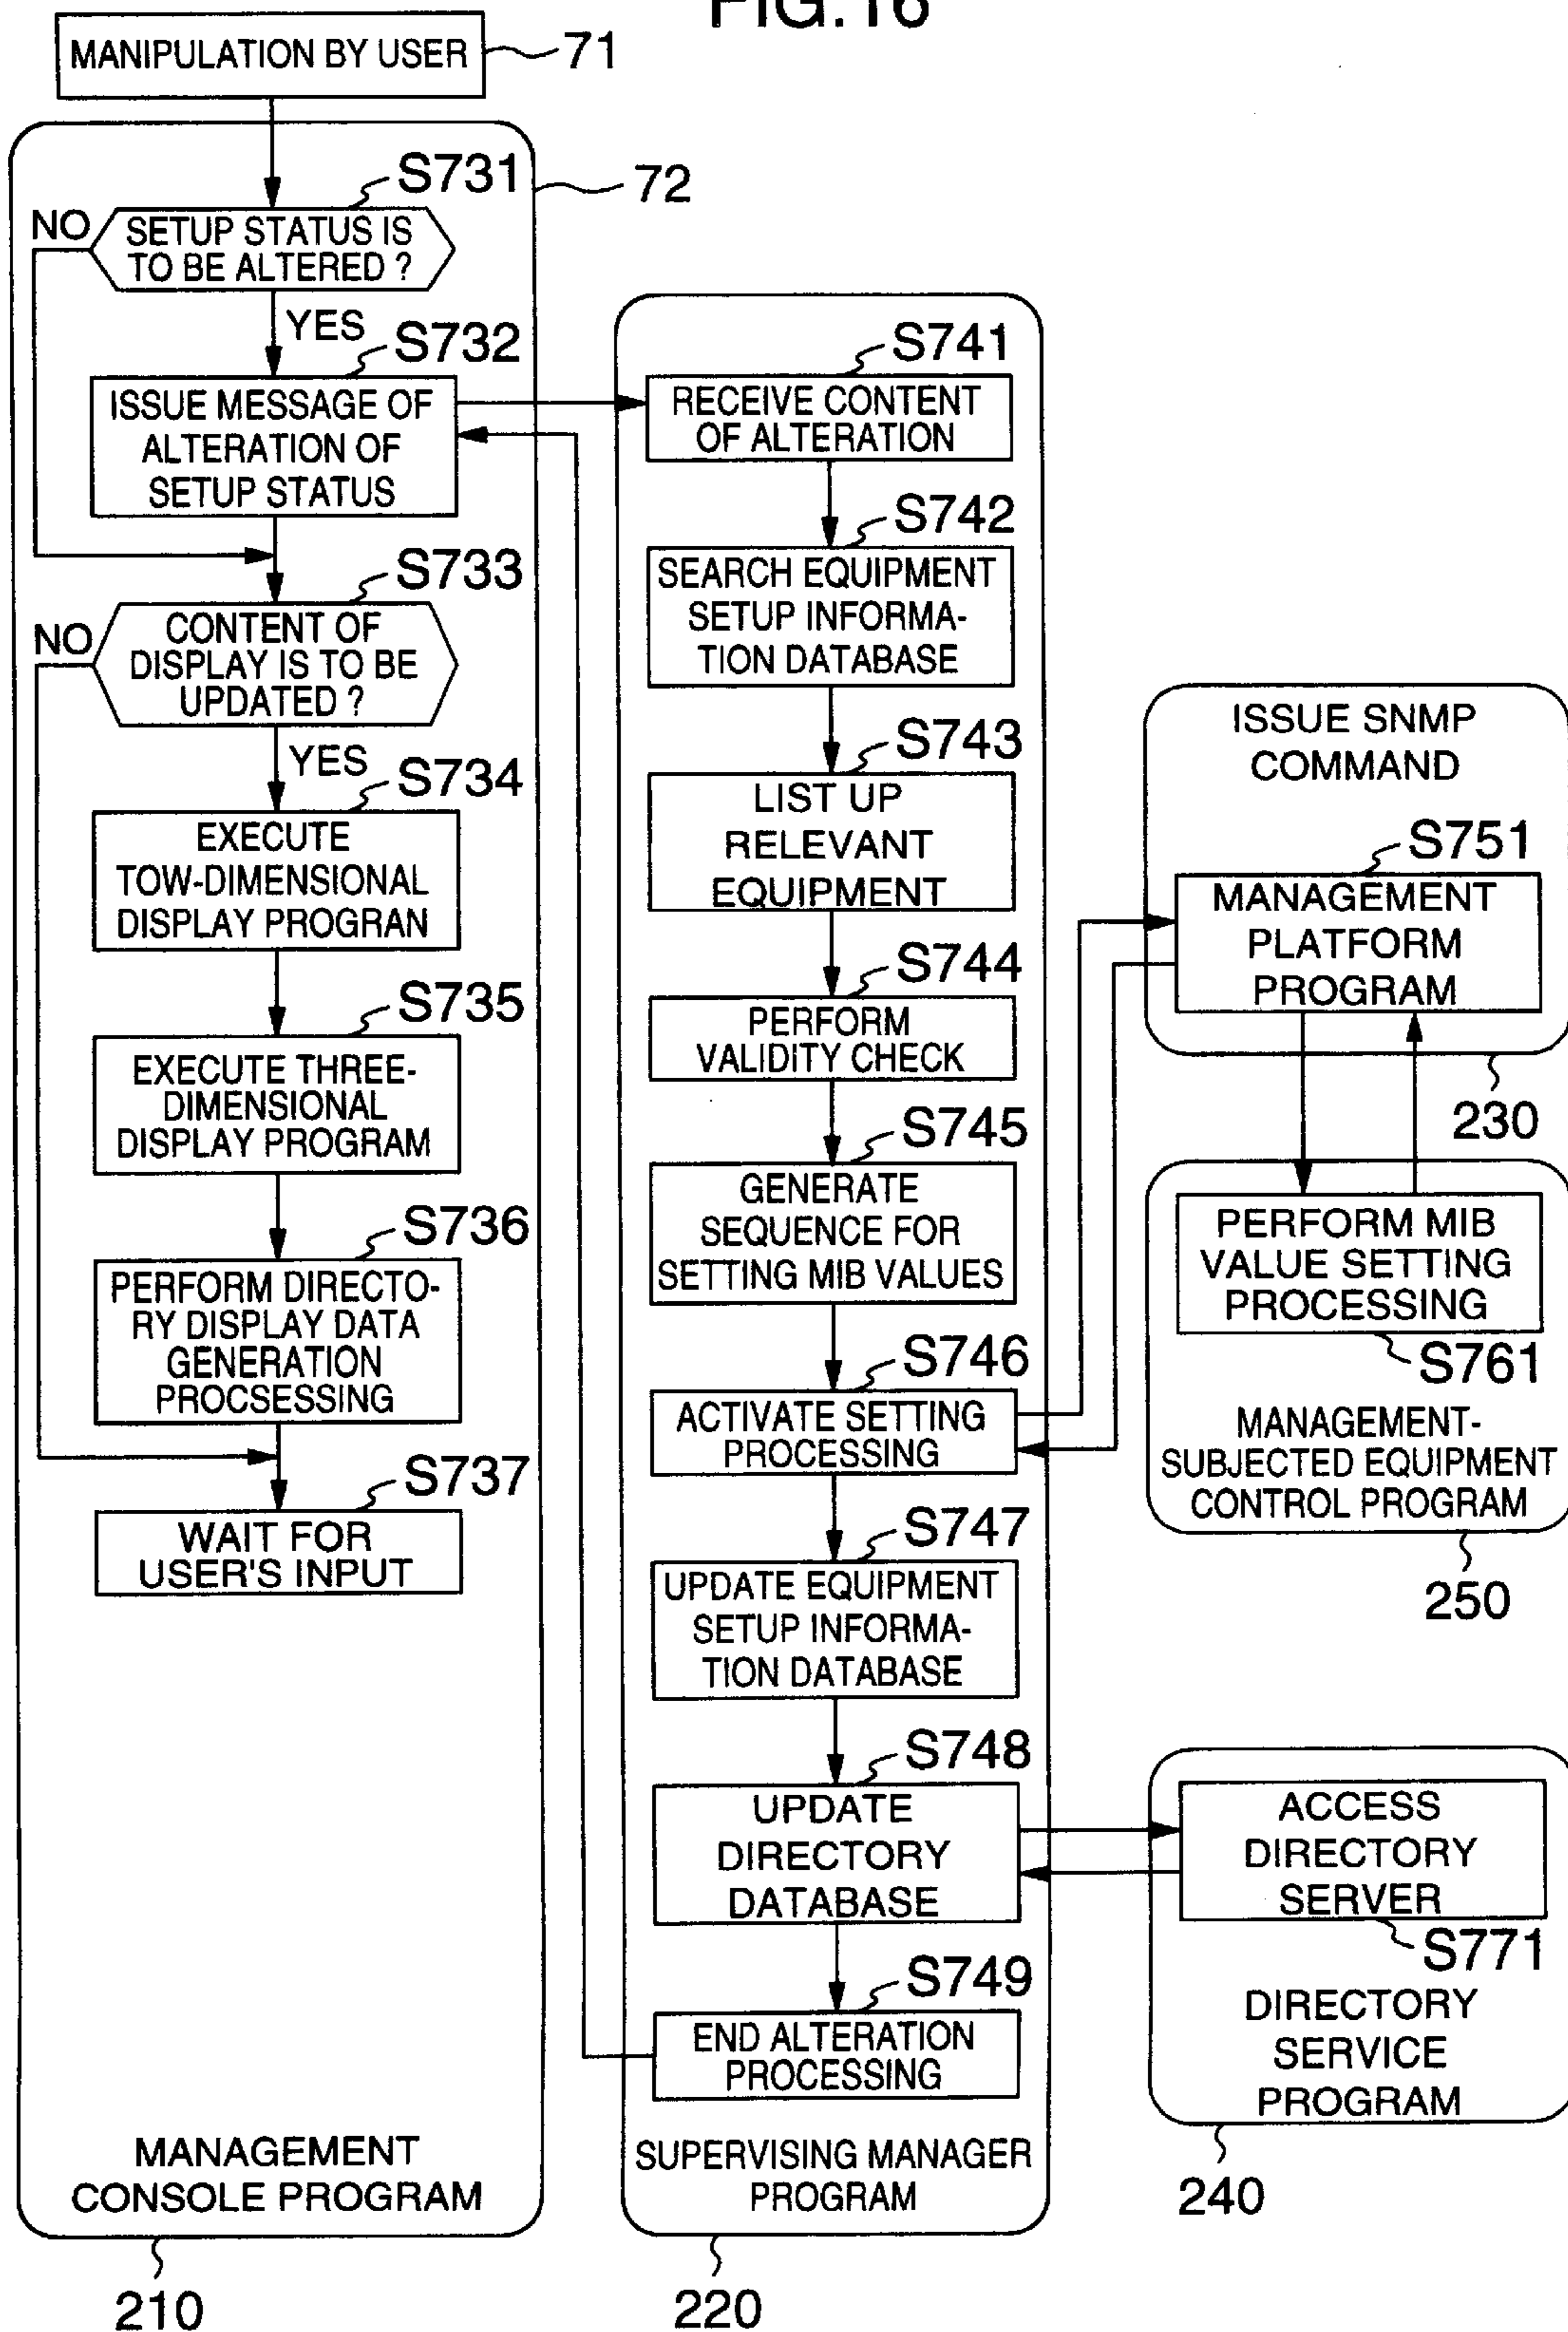 FIG.16
MANIPULATION BY USER
71
72
S731
NO
SETUP STATUS IS
TO BE ALTERED ?
YES
S732
ISSUE MESSAGE OF
ALTERATION OF
SETUP STATUS
S733
NO
CONTENT OF
DISPLAY IS TO BE
UPDATED ?
YES
S734
EXECUTE
TOW-DIMENSIONAL
DISPLAY PROGRAN
S735
EXECUTE THREE-
DIMENSIONAL
DISPLAY PROGRAM
S736
PERFORM DIRECTO-
RY DISPLAY DATA
GENERATION
PROCSESSING
S737
WAIT FOR
USER'S INPUT
MANAGEMENT
CONSOLE PROGRAM
210
S741
RECEIVE CONTENT
OF ALTERATION
S742
SEARCH EQUIPMENT
SETUP INFORMA-
TION DATABASE
S743
LIST UP
RELEVANT
EQUIPMENT
S744
PERFORM
VALIDITY CHECK
S745
GENERATE
SEQUENCE FOR
SETTING MIB VALUES
S746
ACTIVATE SETTING
PROCESSING
S747
UPDATE EQUIPMENT
SETUP INFORMA-
TION DATABASE
S748
UPDATE
DIRECTORY
DATABASE
S749
END ALTERATION
PROCESSING
SUPERVISING MANAGER
PROGRAM
220
ISSUE SNMP
COMMAND
S751
MANAGEMENT
PLATFORM
PROGRAM
230
PERFORM MIB
VALUE SETTING
PROCESSING
S761
MANAGEMENT-
SUBJECTED EQUIPMENT
CONTROL PROGRAM
250
ACCESS
DIRECTORY
SERVER
S771
DIRECTORY
SERVICE
PROGRAM
240